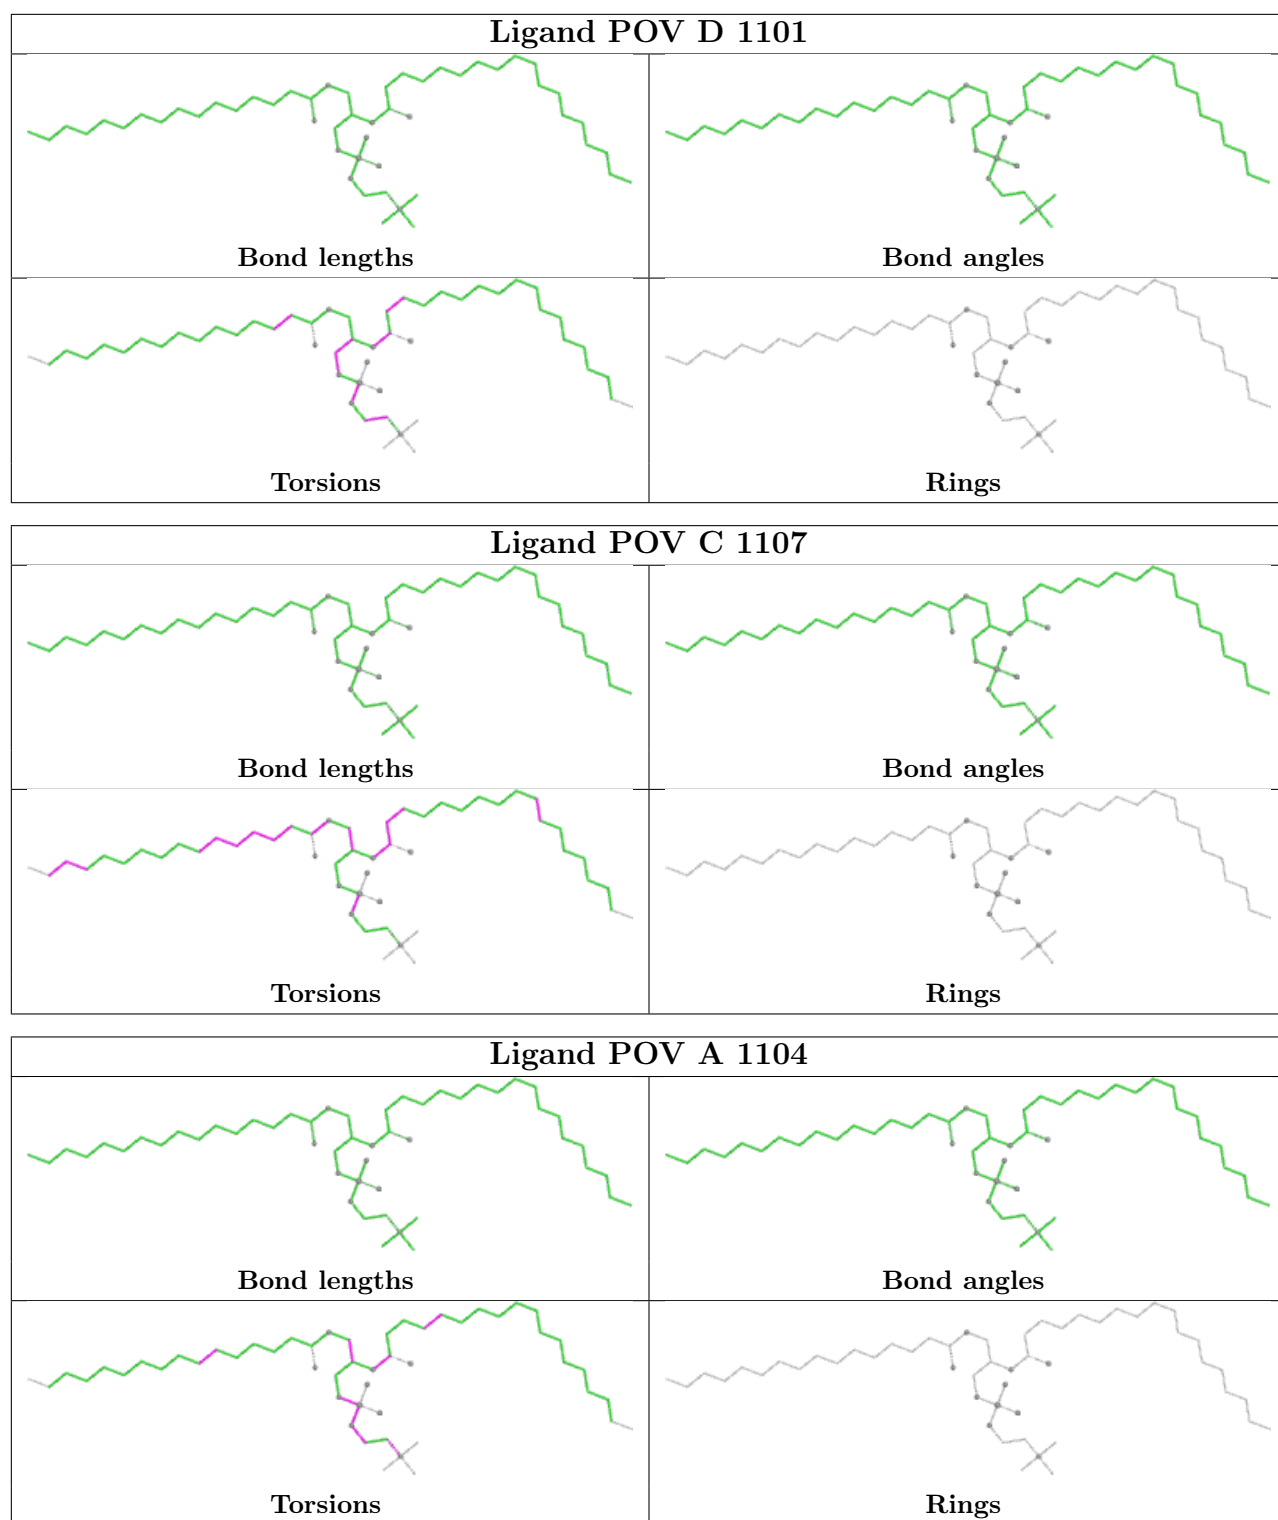 Ligand POV D 1101
Bond lengths
Bond angles
Torsions
Rings
Ligand POV C 1107
Bond lengths
Bond angles
Torsions
Rings
Ligand POV A 1104
Bond lengths
Bond angles
Torsions
Rings